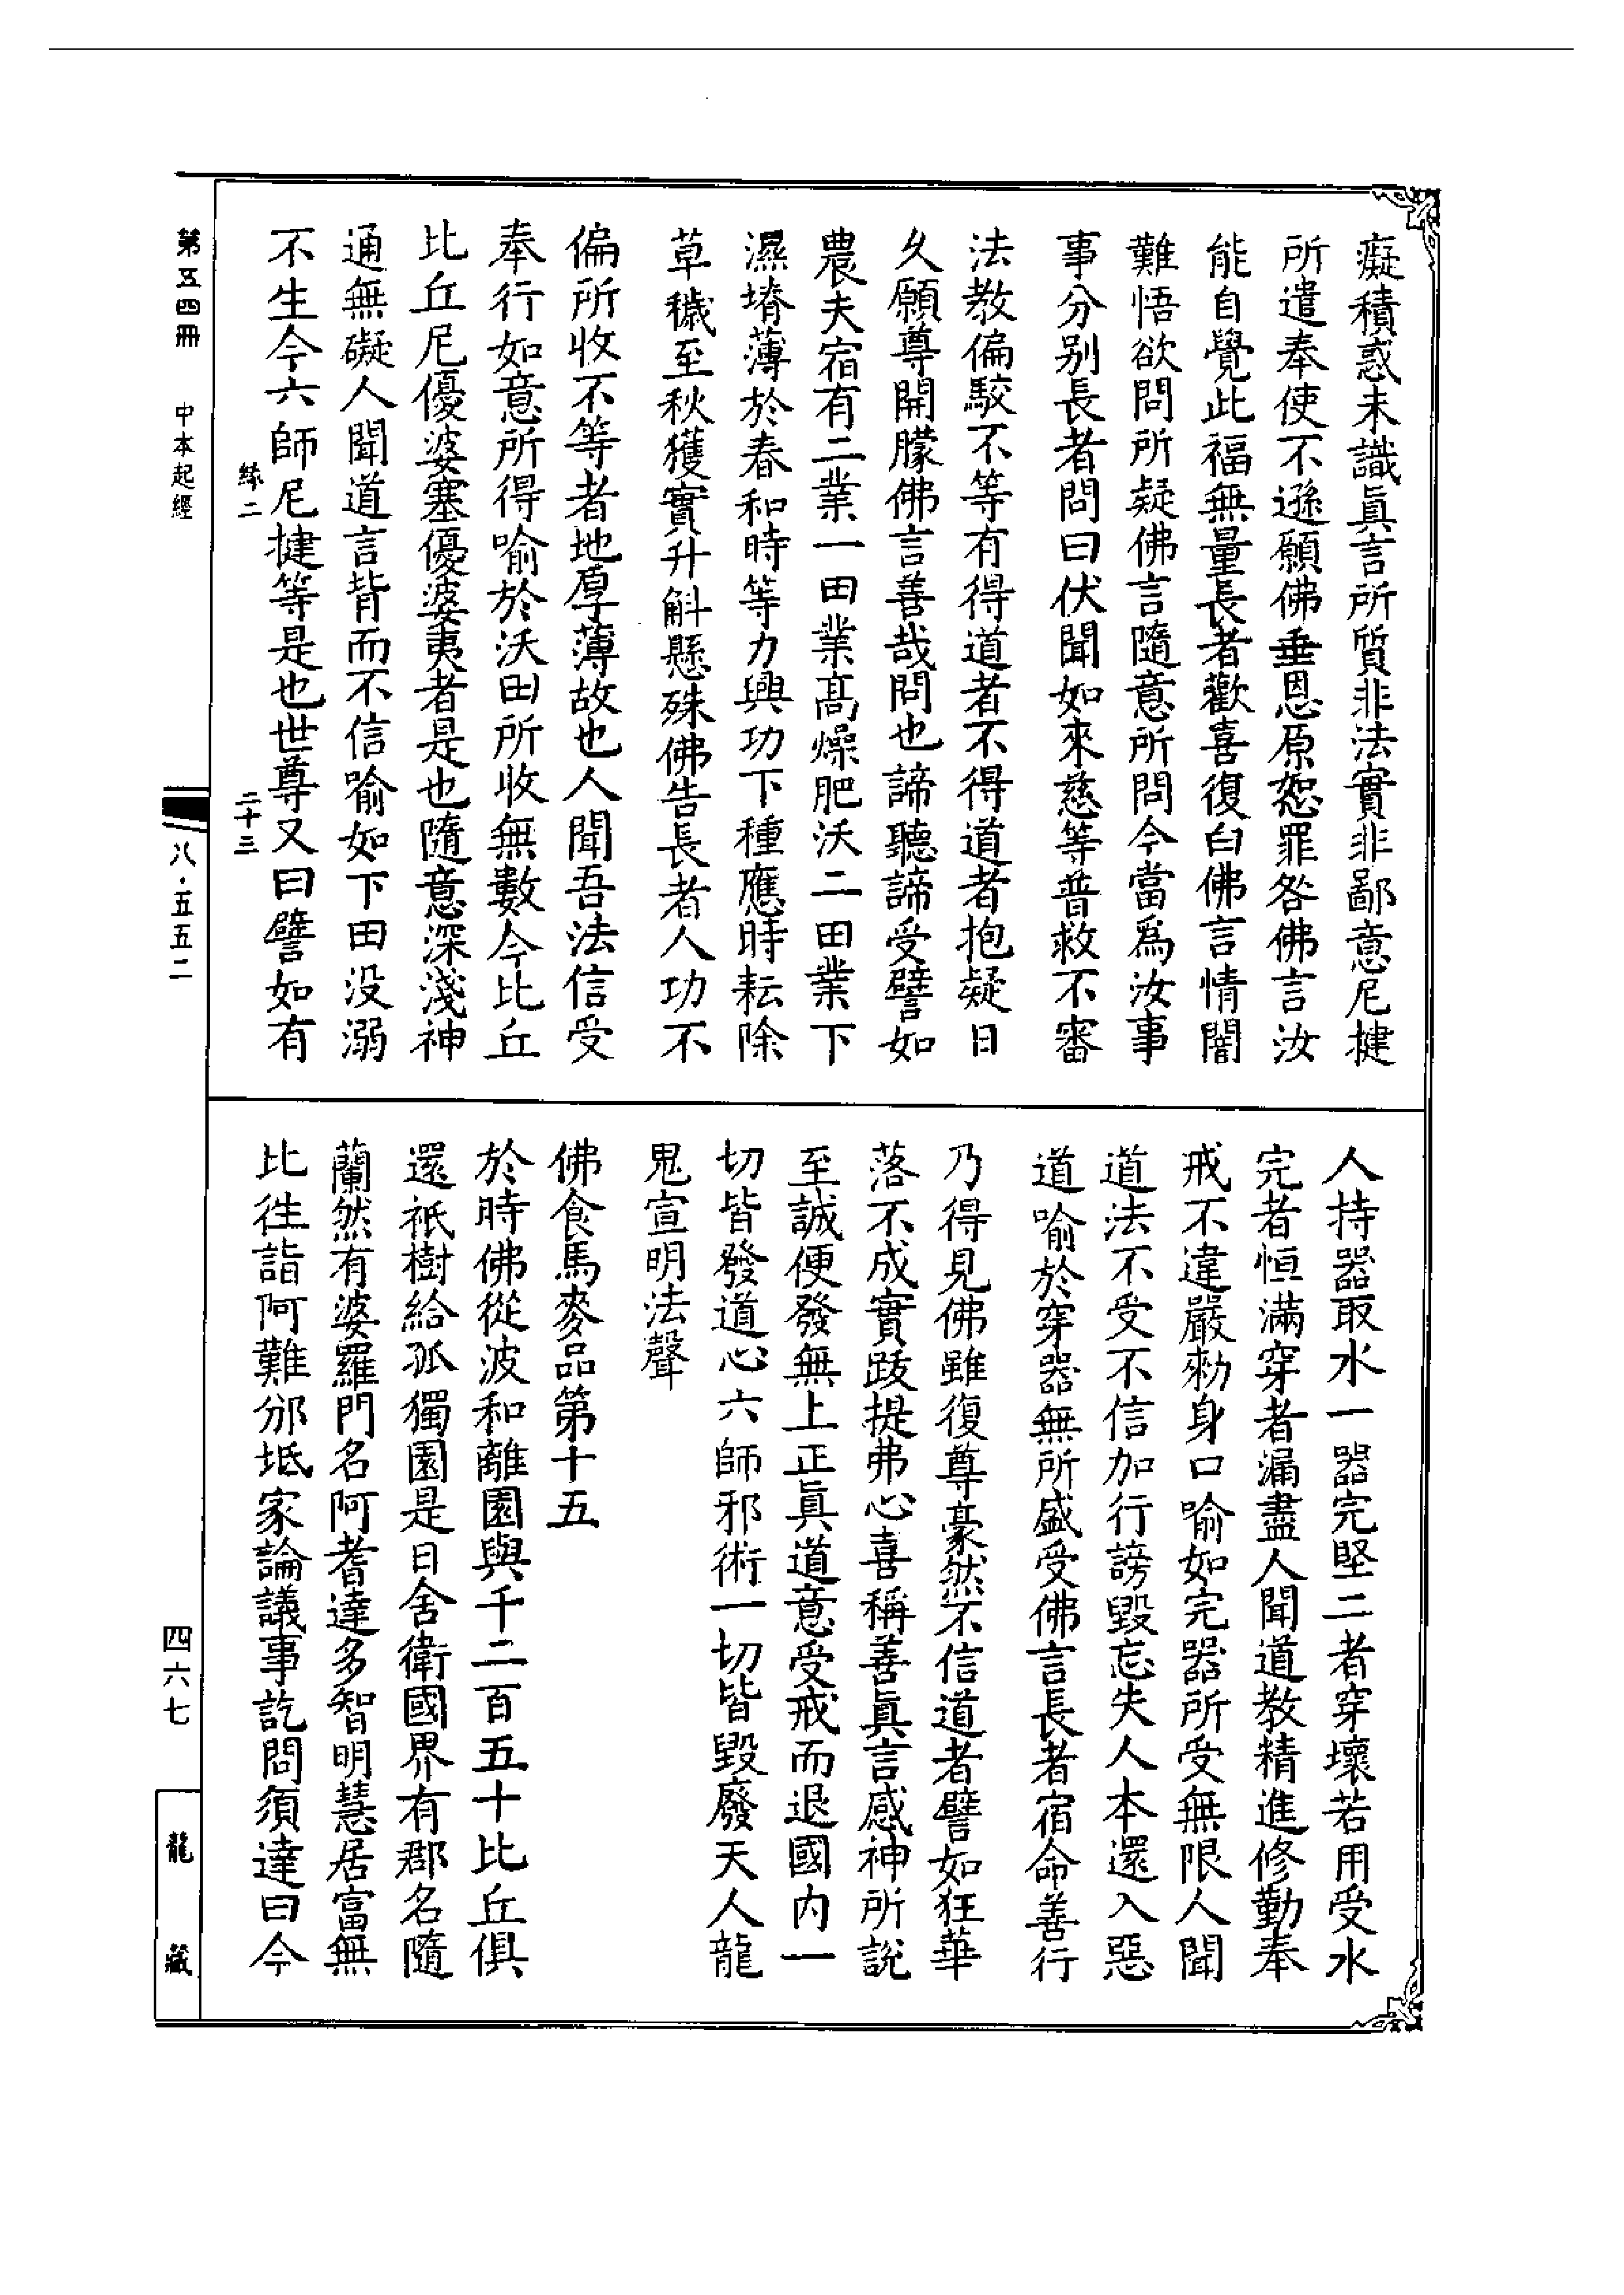 癡積惑未識眞言所質非法實非鄙意尼揵
所遣奉使不遜願佛垂恩原恕罪咎佛言汝
能自覺此福無量長者歡喜復白佛言情闇
難悟欲問所疑佛言隨意所問今當爲汝事
事分别長者問曰伏聞如來慈等普救不審
法教偏駮不等有得道者不得道者抱疑日
久願尊開朦佛言善哉問也諦聽諦受譬如
農夫宿有二業一田業髙燥肥沃二田業下
濕塉薄於春和時等力興功下種應時耘除
草穢至秋獲實升斛懸殊佛告長者人功不
偏所收不等者地厚薄故也人聞吾法信受
奉行如意所得喻於沃田所收無數今比丘
比丘尼優婆塞優婆夷者是也隨意深淺神
通無礙人聞道言背而不信喻如下田没溺
不生今六師尼揵等是也世尊又曰譬如有
人持器取水一器完堅二者穿壞若用受水
完者恒滿穿者漏盡人聞道教精進修勤奉
戒不違嚴勑身口喻如完器所受無限人聞
道法不受不信加行謗毀忘失人本還入惡
道喻於穿器無所盛受佛言長者宿命善行
乃得見佛雖復尊豪然不信道者譬如狂華
落不成實跋提弗心喜稱善眞言感神所說
至誠便發無上正眞道意受戒而退國内一
切皆發道心六師邪術一切皆毀廢天人龍
鬼宣明法聲
佛食馬麥品第十五
於時佛從波和離園與千二百五十比丘俱
還祇樹給孤獨園是日舍衛國界有郡名隨
蘭然有婆羅門名阿耆達多智明慧居富無
比徃詣阿難邠坻家論議事訖問須達曰今
第五四冊 中本起經
絲二 二十三
八·五五二
四六七
龍藏